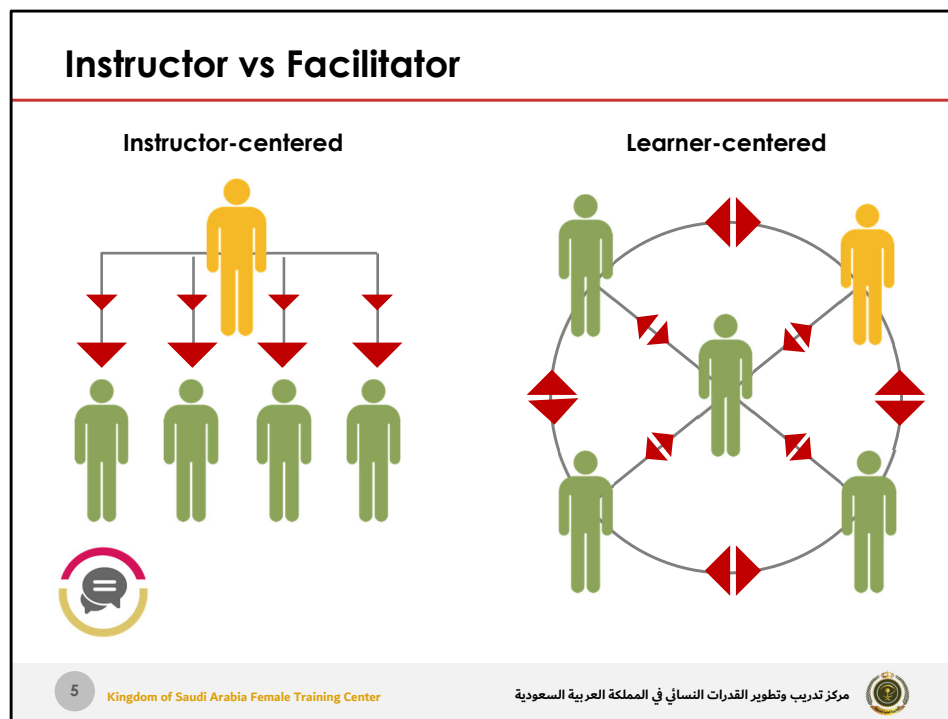 Instructor vs Facilitator
Instructor-centered
Learner-centered
5
Kingdom of Saudi Arabia Female Training Center
مركز تدريب وتطوير القدرات النسائي في المملكة العربية السعودية